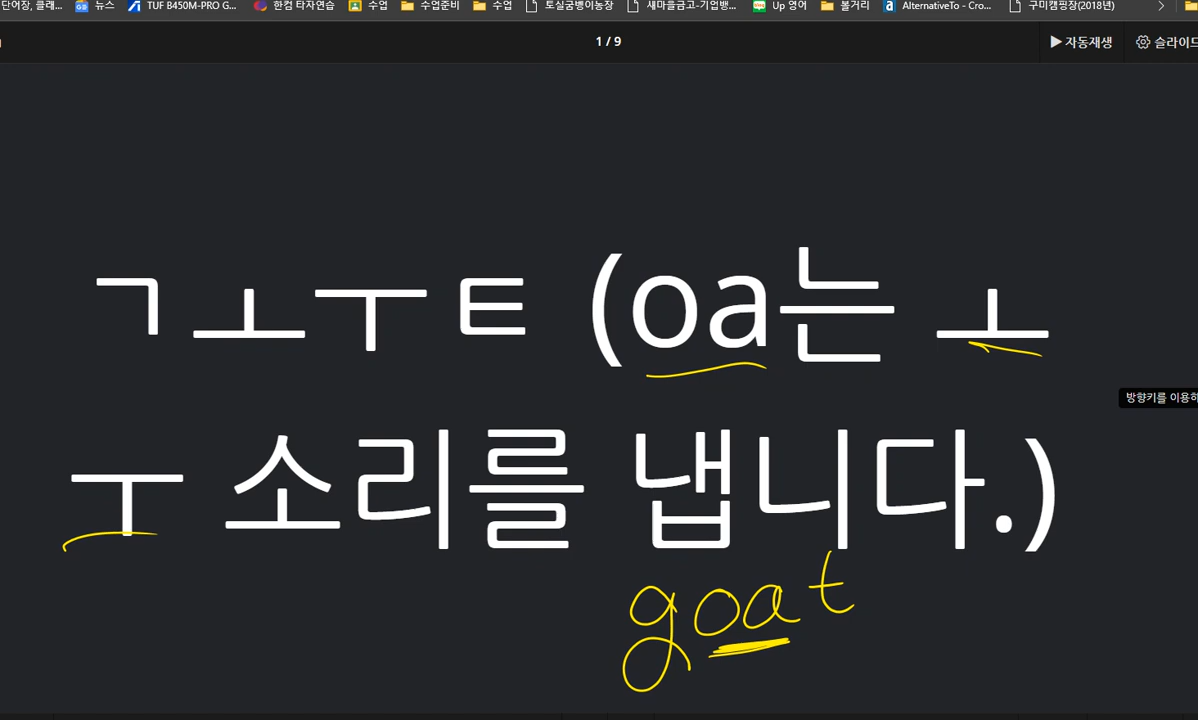 단어장, 클래... 뉴스 TUF B450M-PRO G... 한컴 타자연습 수업 수업준비 수업 토실굼벵이농장 새마을금고-기업뱅... Up 영어 볼거리 AlternativeTo - Cro... 구미캠핑장(2018년)
1 / 9 ▶ 자동재생 슬라이드
ㄱㅗㅜㅌ (oa는 ㅗ
방향키를 이용하
ㅜ 소리를 냅니다.)
goat